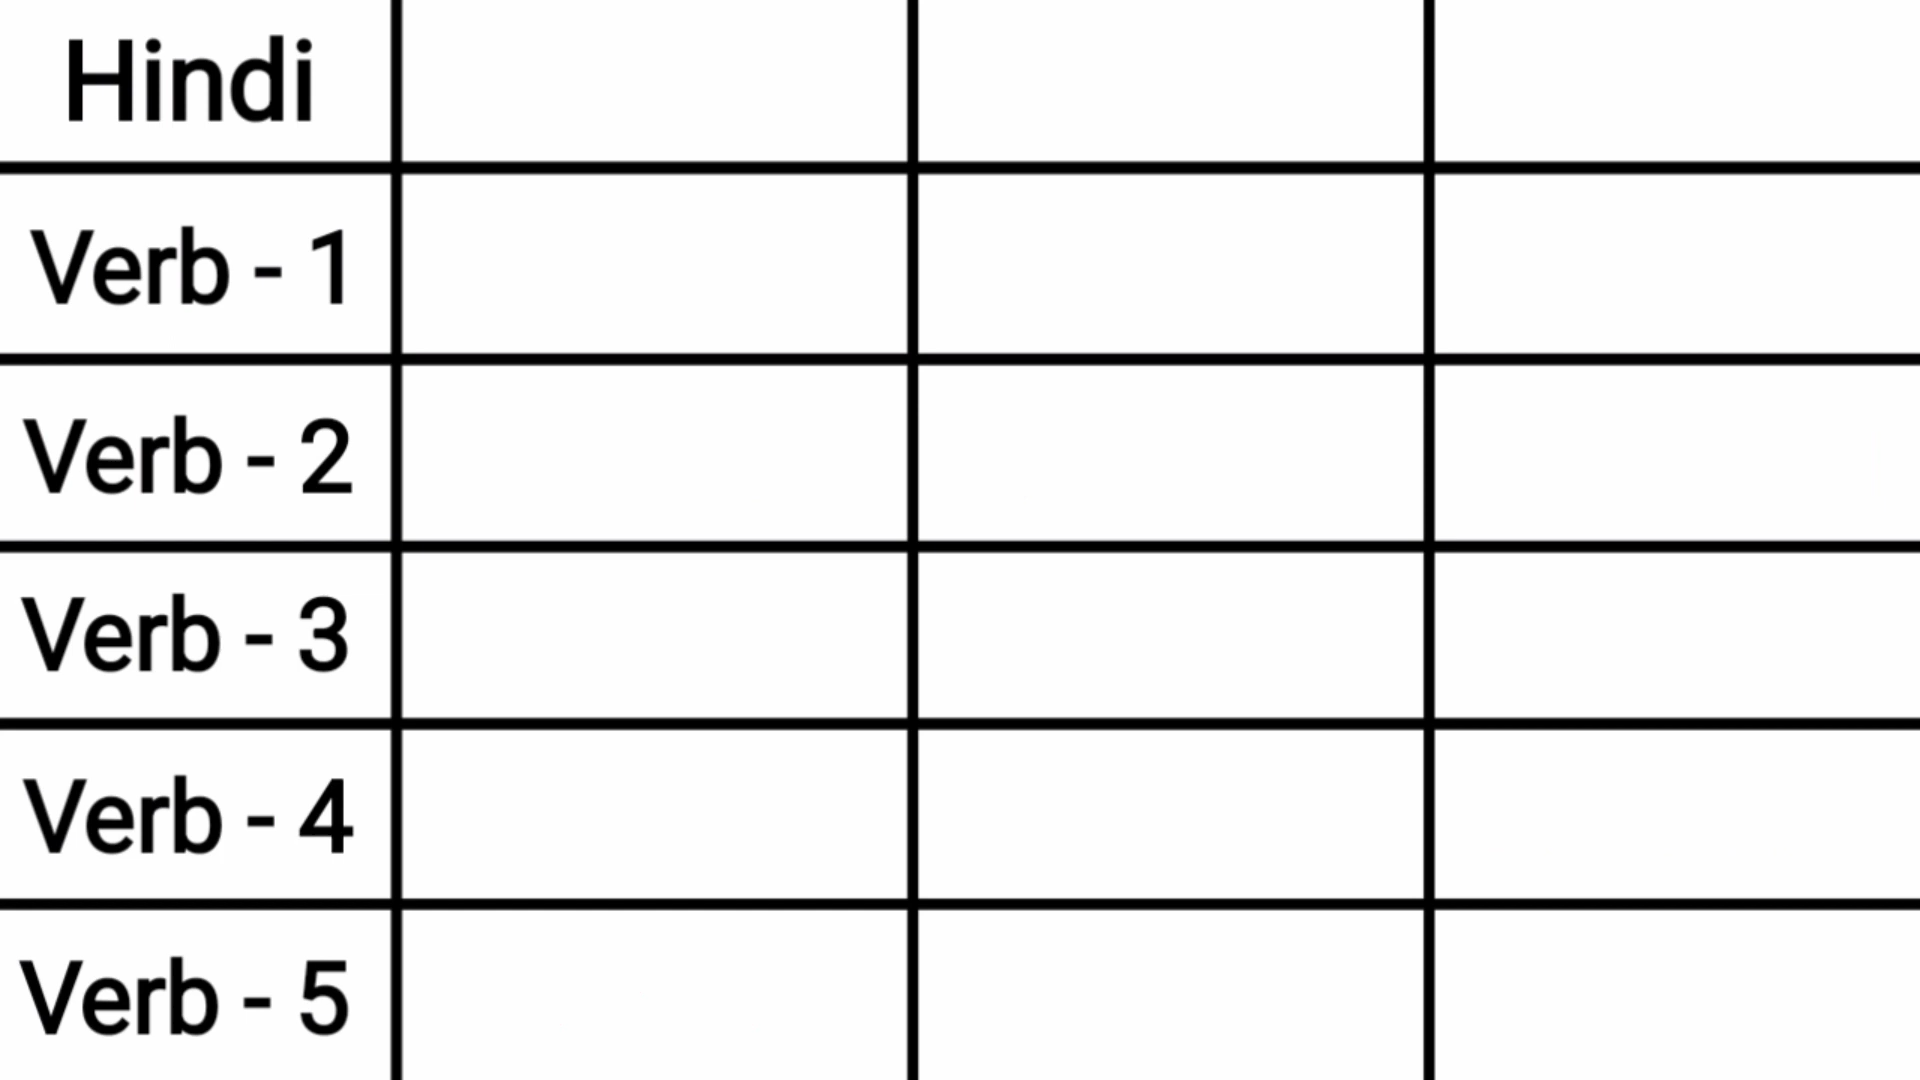 Hindi
Verb - 1
Verb - 2
Verb - 3
Verb - 4
Verb - 5